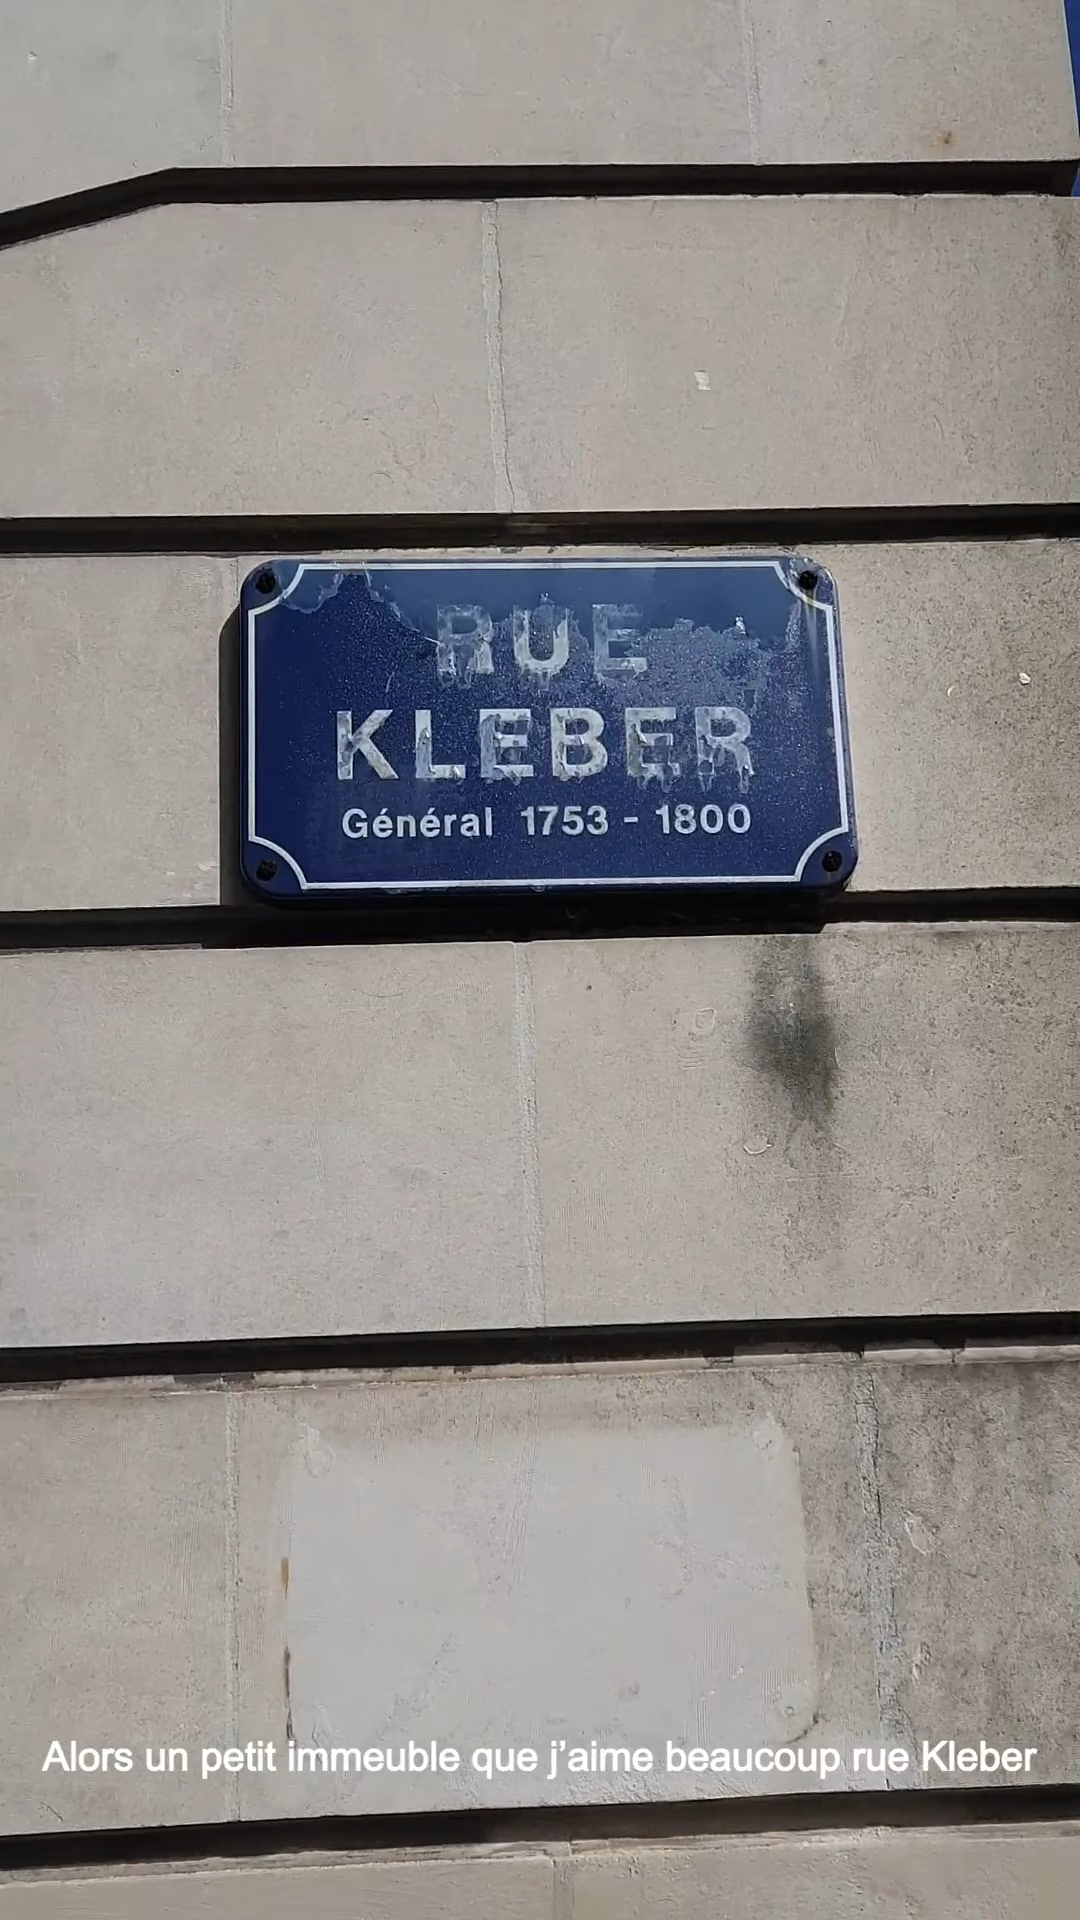 RUE
KLEBER
Général 1753 - 1800
Alors un petit immeuble que j’aime beaucoup rue Kleber